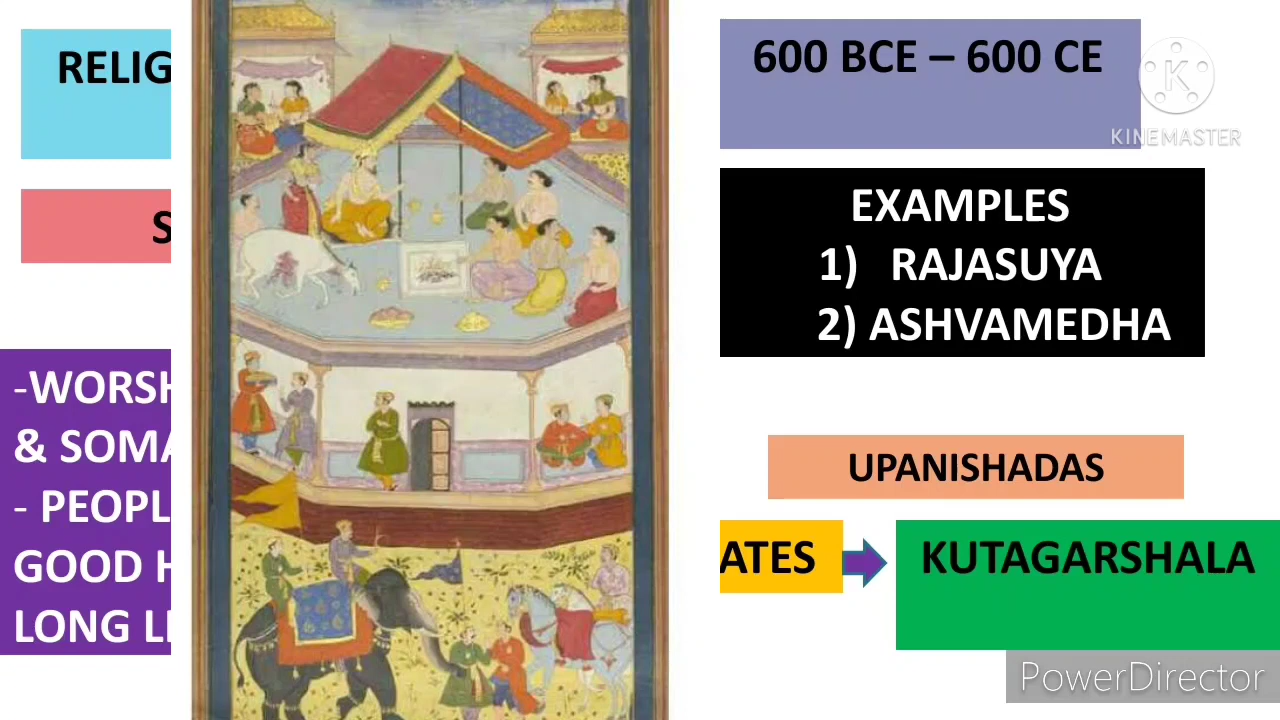 RELIG
600 BCE – 600 CE
K
KINEMASTER
S
EXAMPLES
1) RAJASUYA
2) ASHVAMEDHA
-WORSH
& SOMA
- PEOPL
GOOD H
LONG LI
UPANISHADAS
ATES
KUTAGARSHALA
PowerDirector